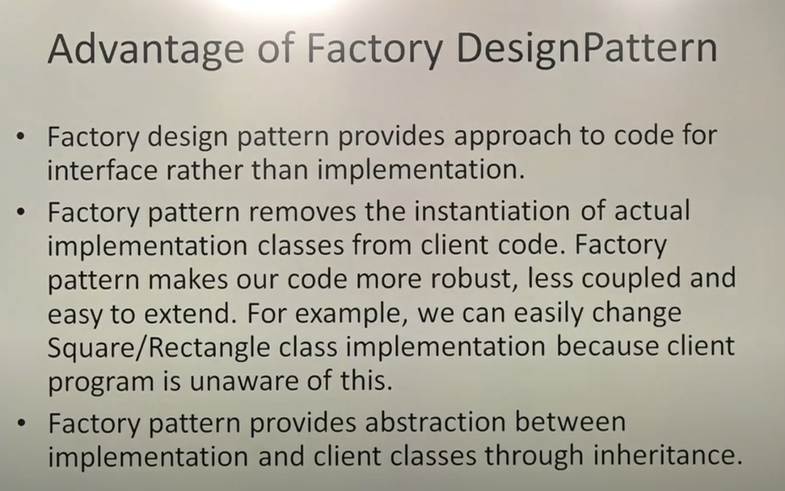 Advantage of Factory DesignPattern
• Factory design pattern provides approach to code for
interface rather than implementation.
• Factory pattern removes the instantiation of actual
implementation classes from client code. Factory
pattern makes our code more robust, less coupled and
easy to extend. For example, we can easily change
Square/Rectangle class implementation because client
program is unaware of this.
• Factory pattern provides abstraction between
implementation and client classes through inheritance.